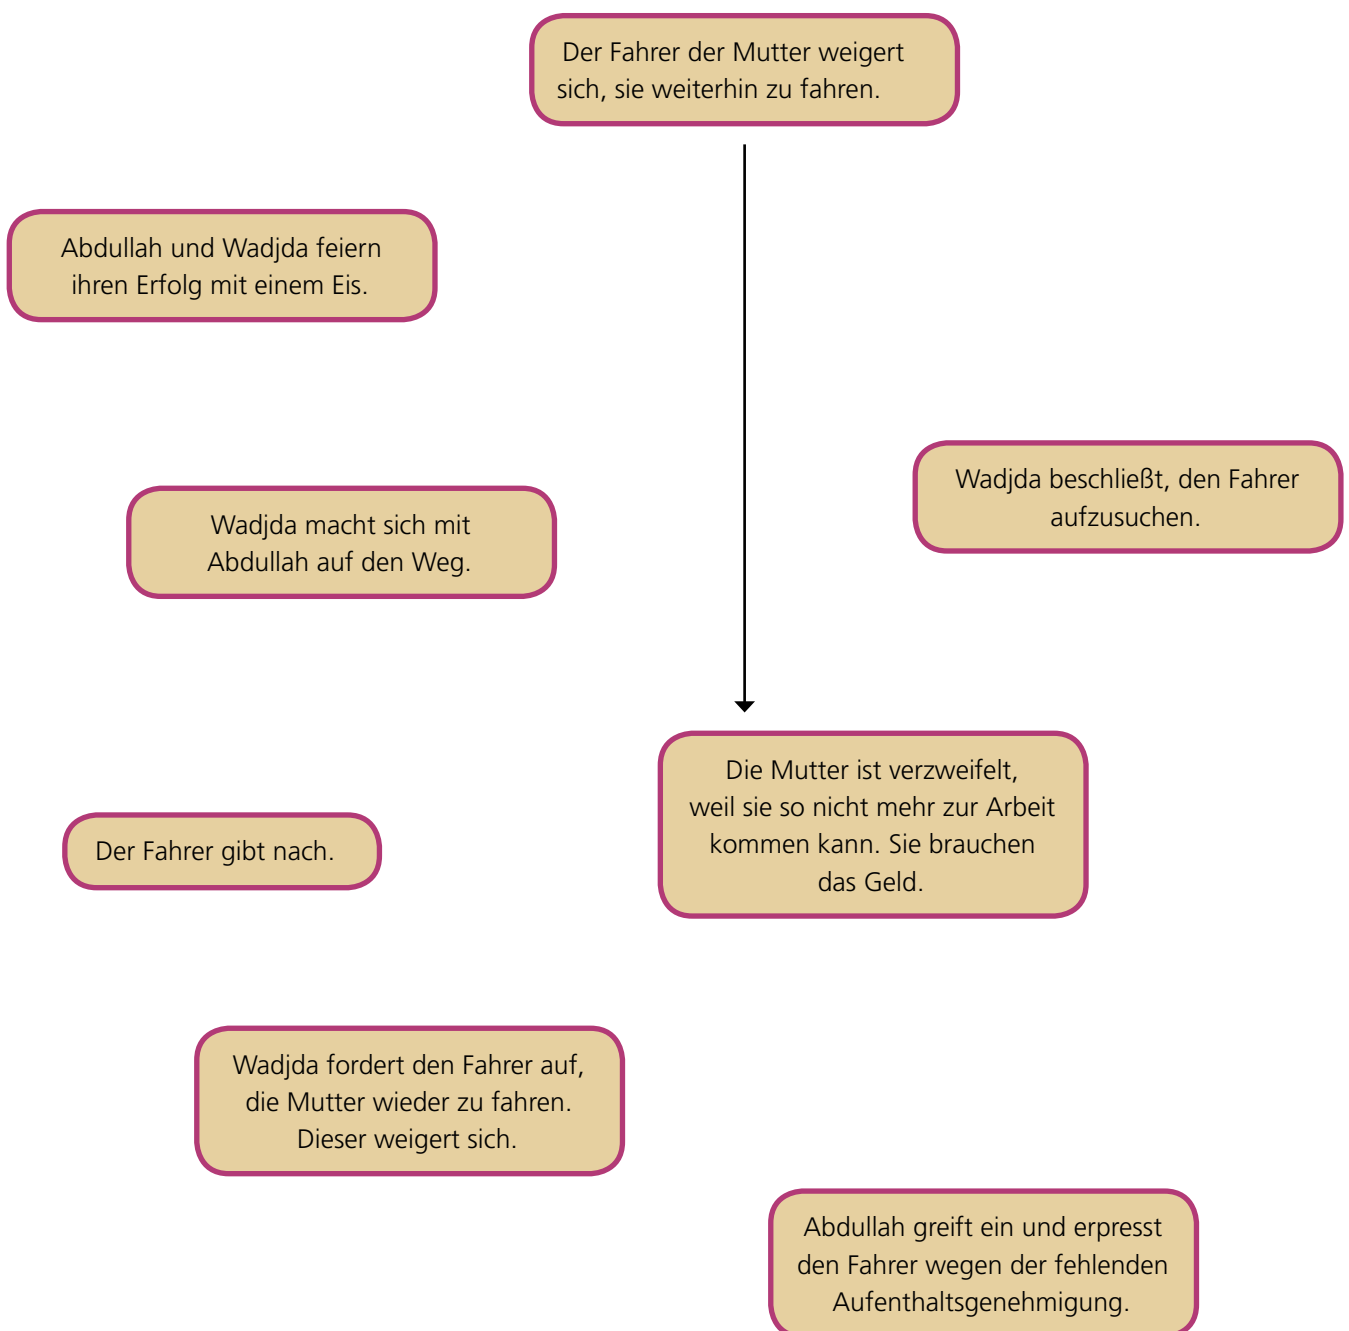 Der Fahrer der Mutter weigert
sich, sie weiterhin zu fahren.
Abdullah und Wadjda feiern
ihren Erfolg mit einem Eis.
Wadjda beschließt, den Fahrer
aufzusuchen.
Wadjda macht sich mit
Abdullah auf den Weg.
Die Mutter ist verzweifelt,
weil sie so nicht mehr zur Arbeit
kommen kann. Sie brauchen
das Geld.
Der Fahrer gibt nach.
Wadjda fordert den Fahrer auf,
die Mutter wieder zu fahren.
Dieser weigert sich.
Abdullah greift ein und erpresst
den Fahrer wegen der fehlenden
Aufenthaltsgenehmigung.